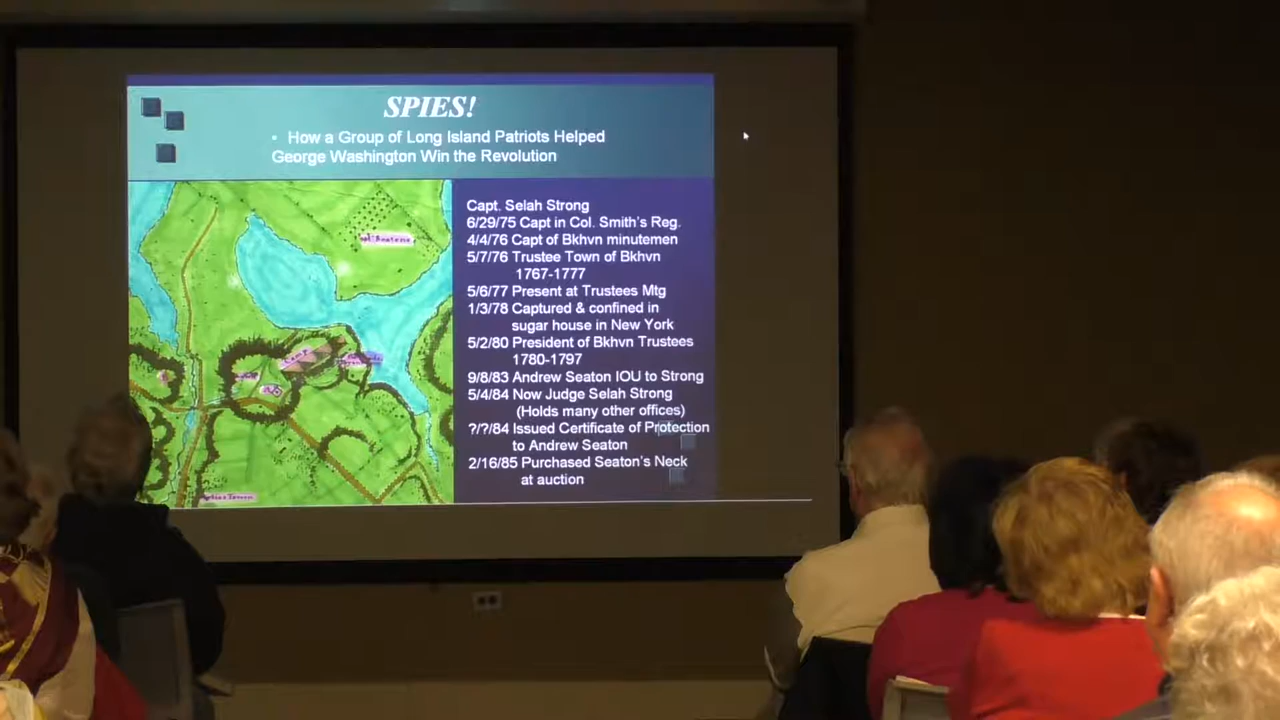 SPIES!
• How a Group of Long Island Patriots Helped
George Washington Win the Revolution
Capt. Selah Strong
6/29/75 Capt in Col. Smith's Reg.
4/4/76 Capt of Bkhvn minutemen
5/7/76 Trustee Town of Bkhvn
1767-1777
5/6/77 Present at Trustees Mtg
1/3/78 Captured & confined in
sugar house in New York
5/2/80 President of Bkhvn Trustees
1780-1797
9/8/83 Andrew Seaton IOU to Strong
5/4/84 Now Judge Selah Strong
(Holds many other offices)
?/?/84 Issued Certificate of Protection
to Andrew Seaton
2/16/85 Purchased Seaton's Neck
at auction